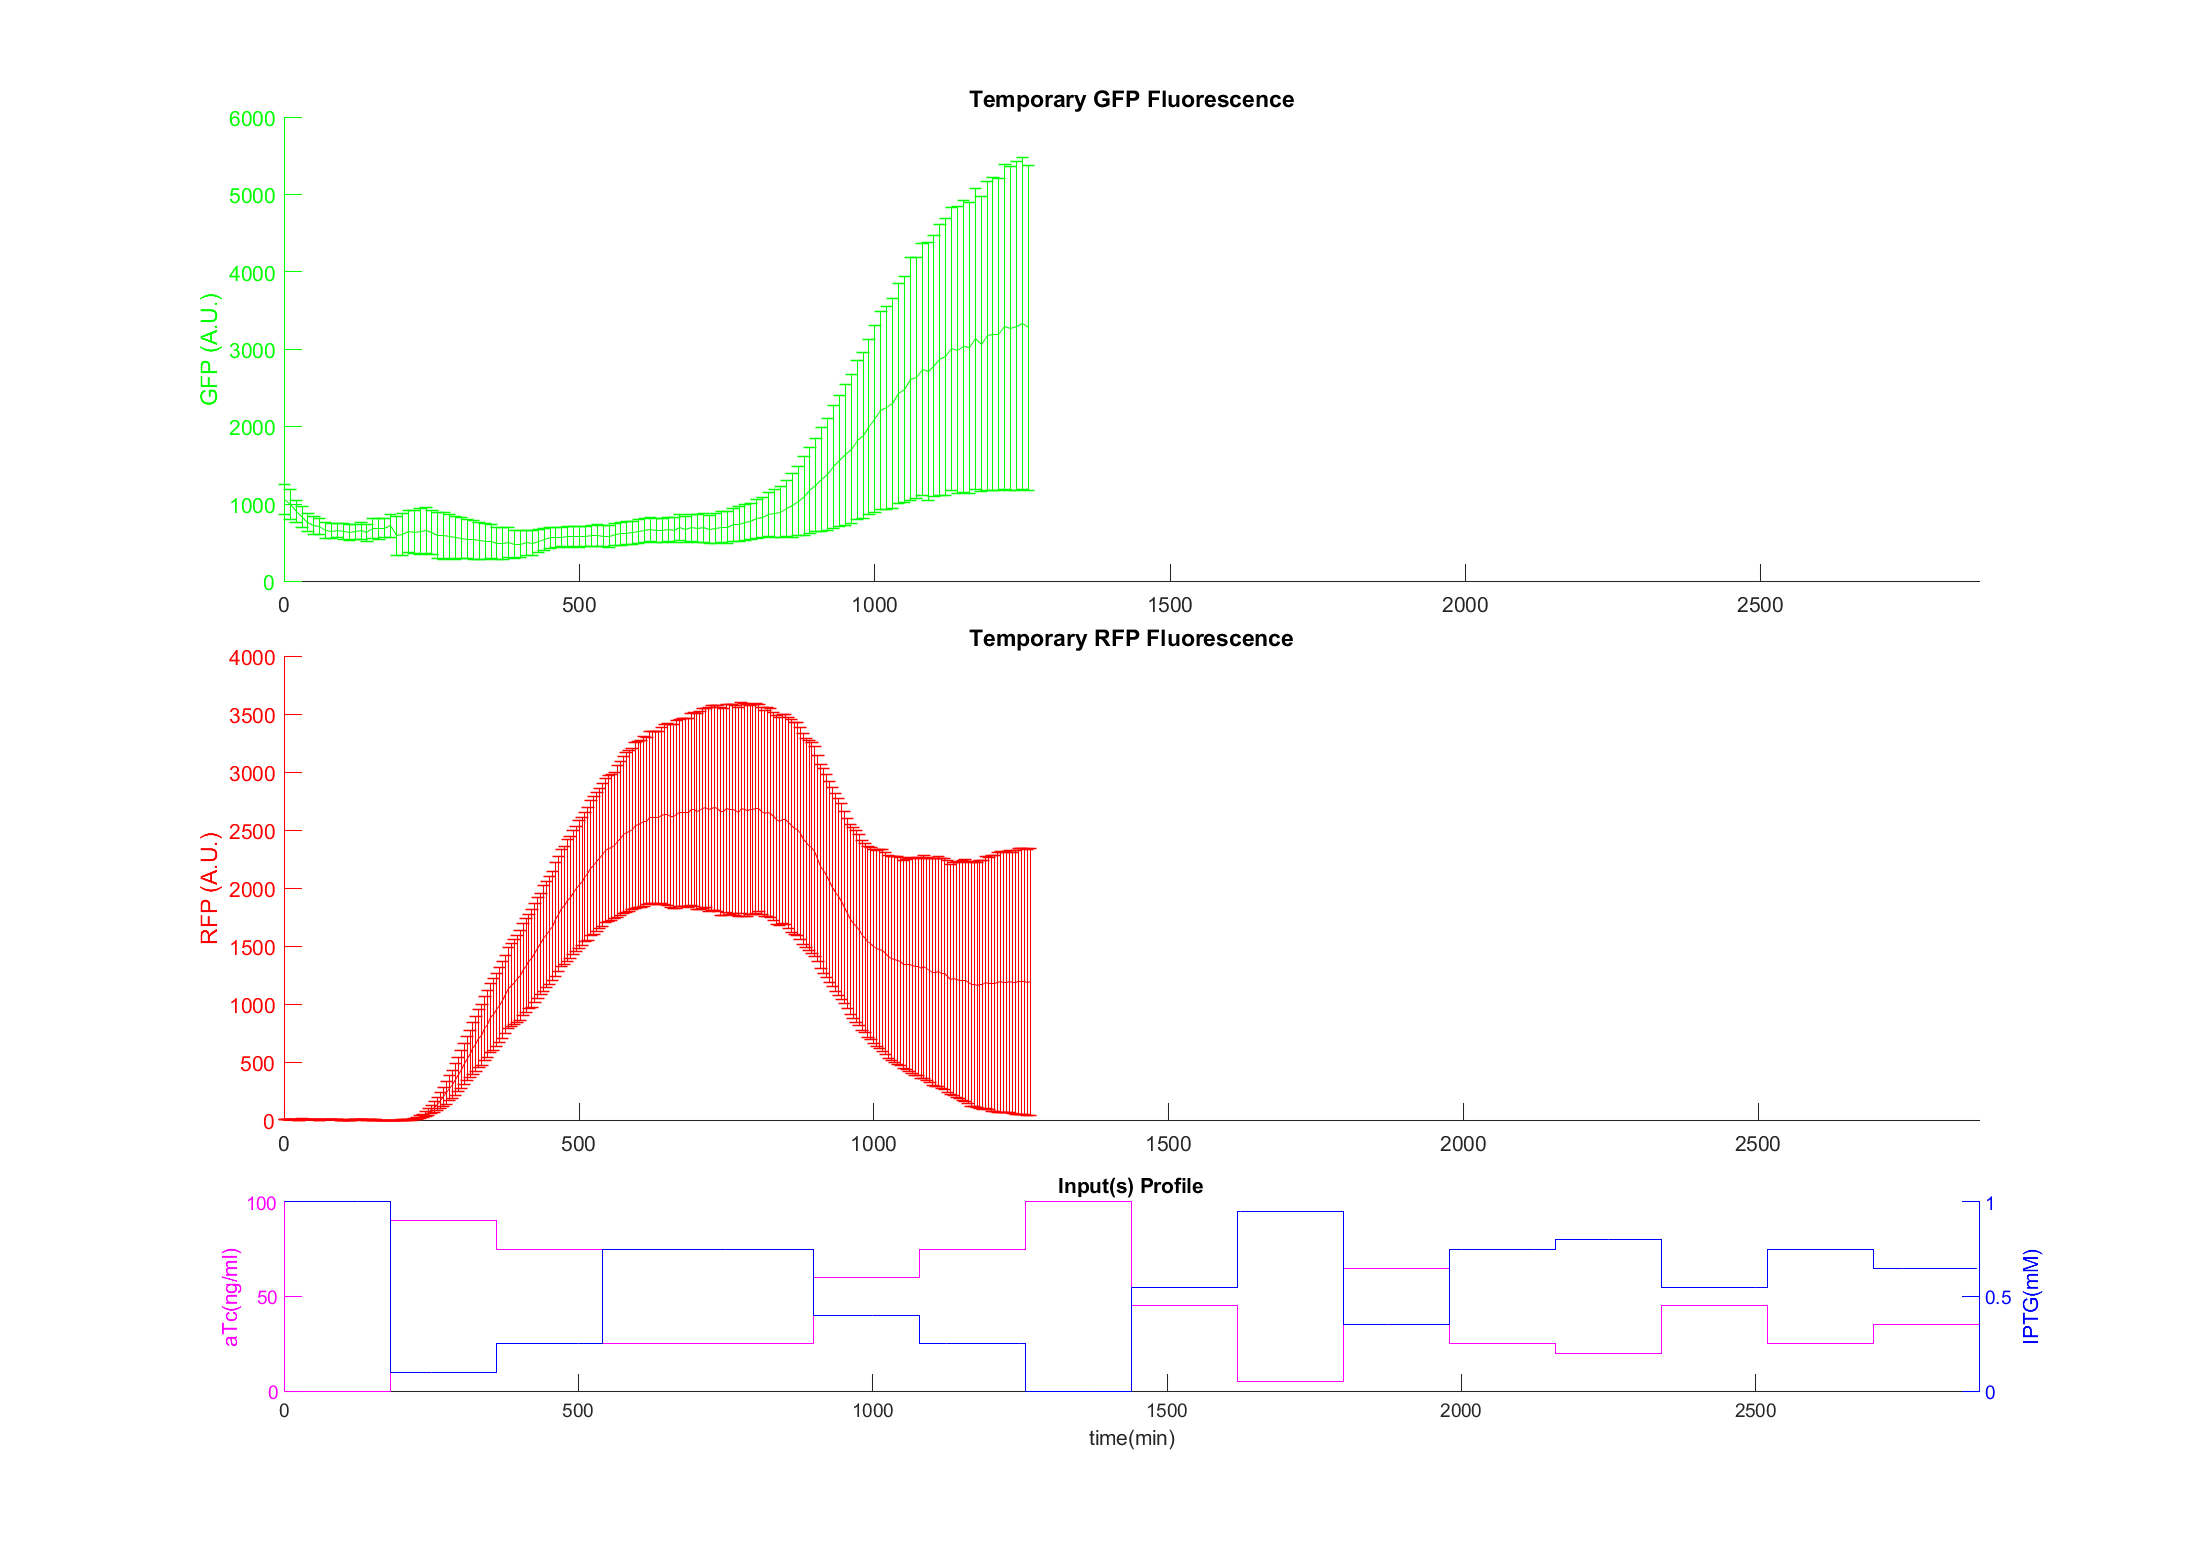 Temporary GFP Fluorescence
6000
5000
4000
3000
2000
1000
0
GFP (A.U.)
0 500 1000 1500 2000 2500
Temporary RFP Fluorescence
4000
3500
3000
2500
2000
1500
1000
500
0
RFP (A.U.)
0 500 1000 1500 2000 2500
Input(s) Profile
100
50
0
aTc(ng/ml)
1
0.5
0
IPTG(mM)
0 500 1000 1500 2000 2500
time(min)